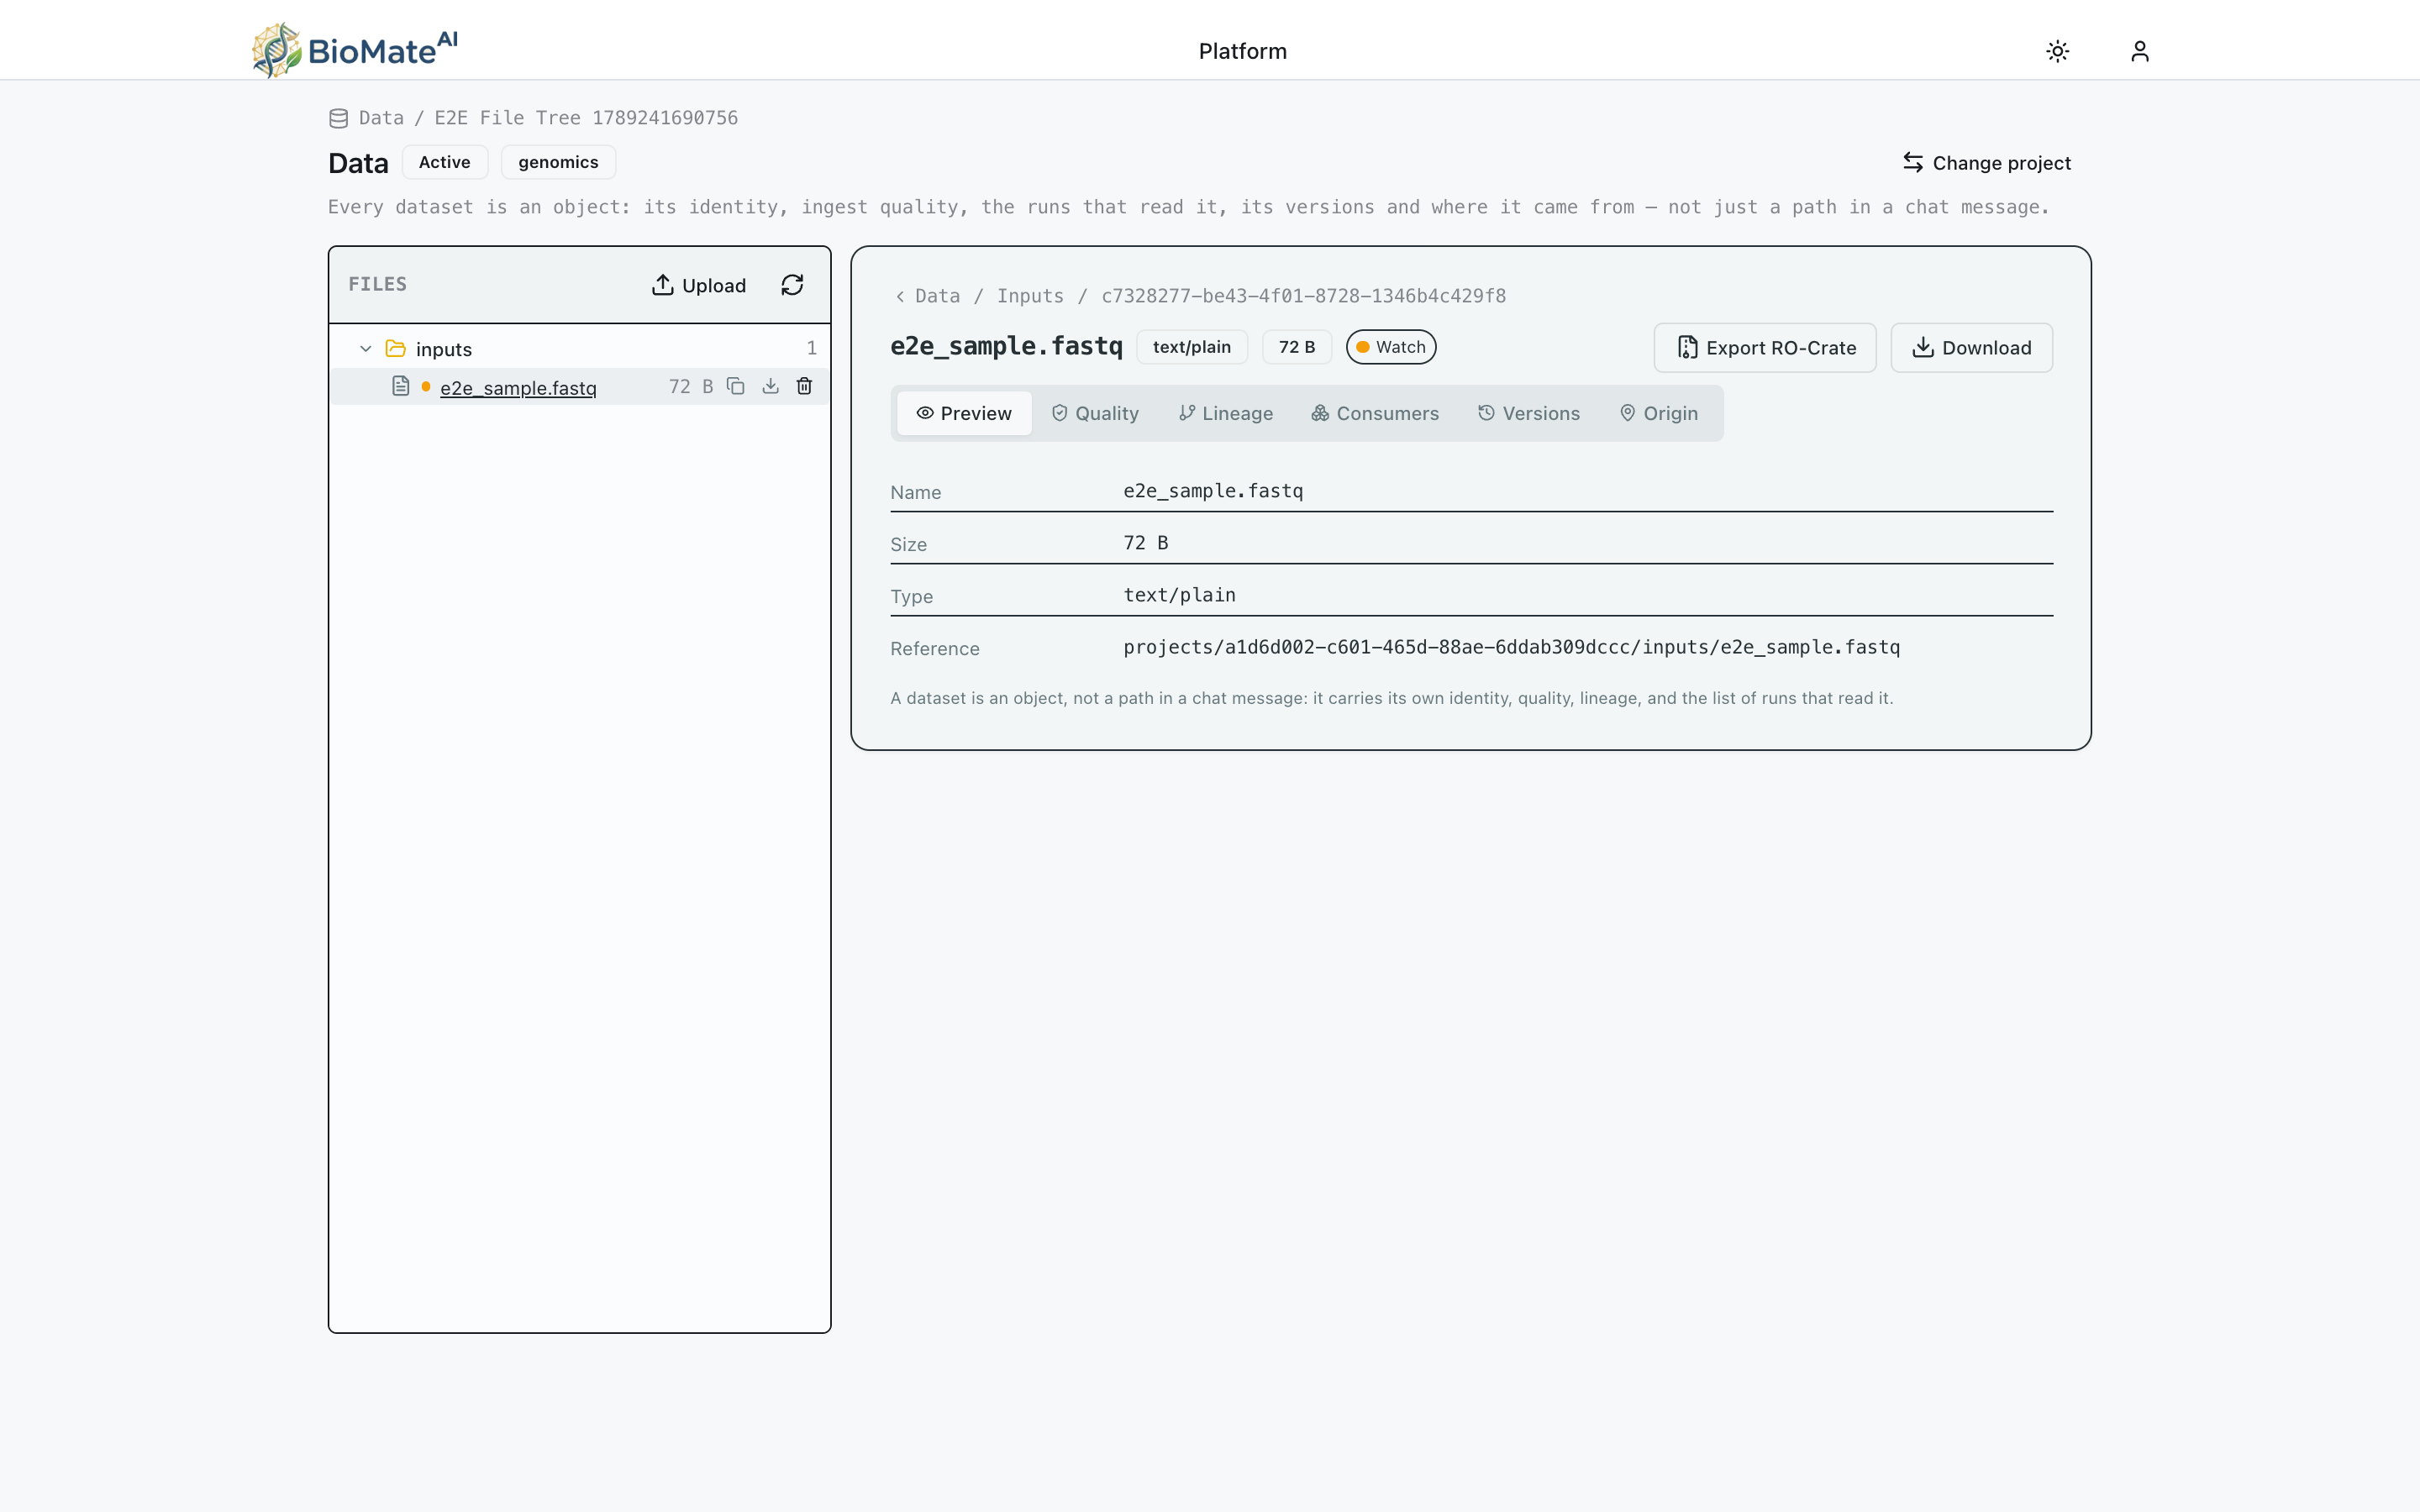 BioMate AI
Platform
Data / E2E File Tree 1789241690756
Data Active genomics
Change project
Every dataset is an object: its identity, ingest quality, the runs that read it, its versions and where it came from — not just a path in a chat message.
FILES Upload
inputs 1
e2e_sample.fastq 72 B
Data / Inputs / c7328277-be43-4f01-8728-1346b4c429f8
e2e_sample.fastq text/plain 72 B Watch
Export RO-Crate Download
Preview Quality Lineage Consumers Versions Origin
Name e2e_sample.fastq
Size 72 B
Type text/plain
Reference projects/a1d6d002-c601-465d-88ae-6ddab309dccc/inputs/e2e_sample.fastq
A dataset is an object, not a path in a chat message: it carries its own identity, quality, lineage, and the list of runs that read it.